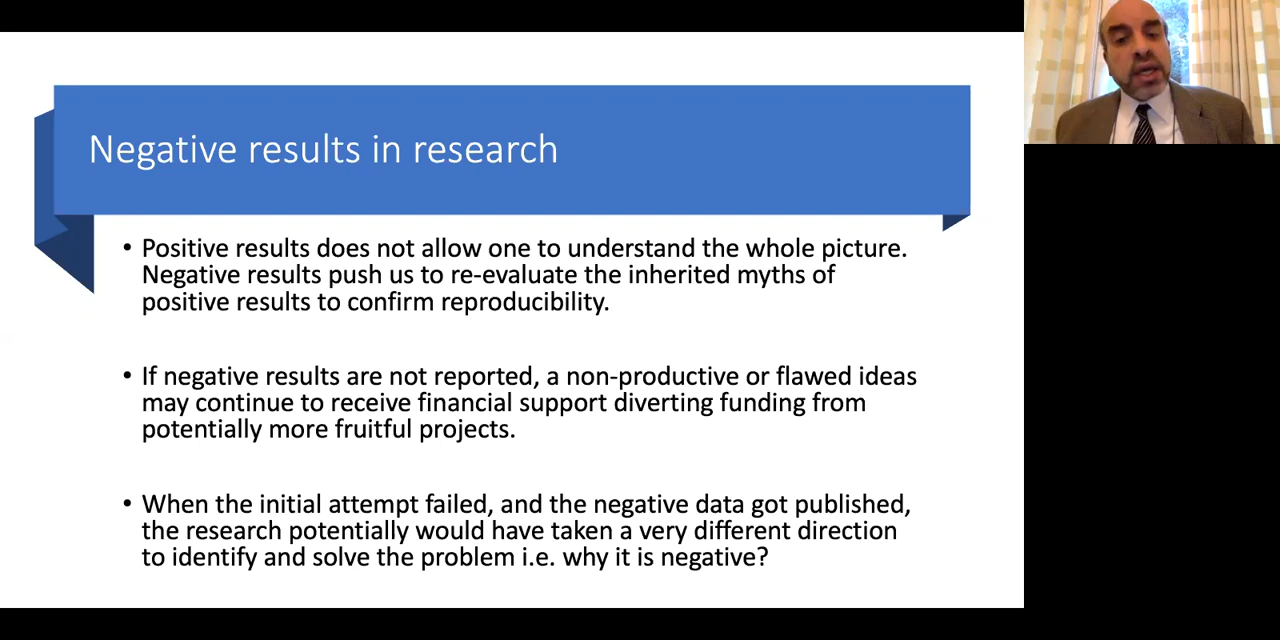 Negative results in research
• Positive results does not allow one to understand the whole picture.
Negative results push us to re-evaluate the inherited myths of
positive results to confirm reproducibility.
• If negative results are not reported, a non-productive or flawed ideas
may continue to receive financial support diverting funding from
potentially more fruitful projects.
• When the initial attempt failed, and the negative data got published,
the research potentially would have taken a very different direction
to identify and solve the problem i.e. why it is negative?